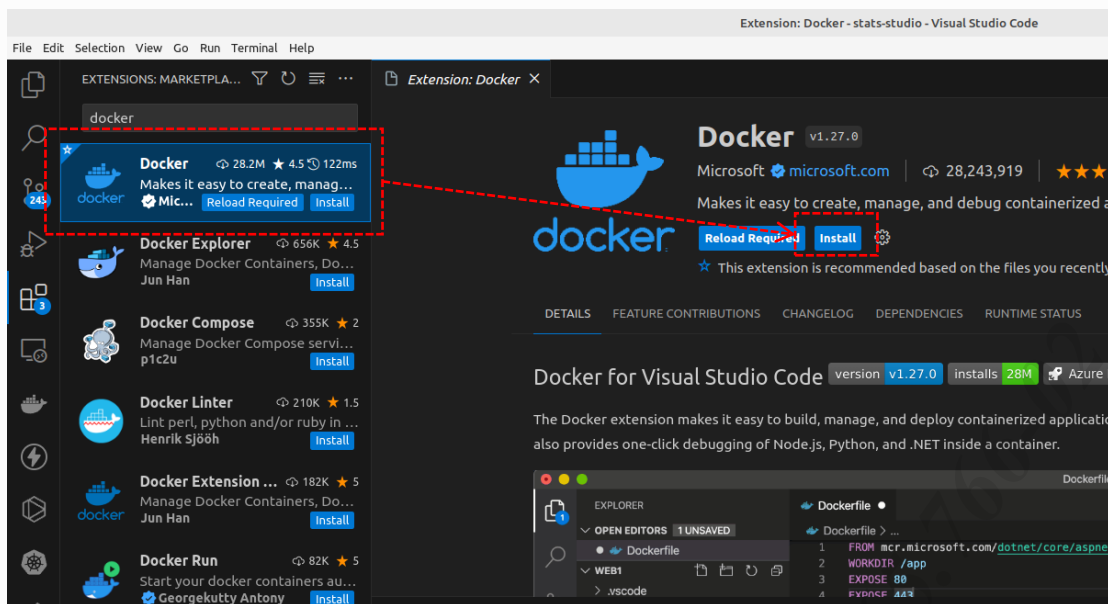 Extension: Docker - stats-studio - Visual Studio Code
File Edit Selection View Go Run Terminal Help
EXTENSIONS: MARKETPLA...
Extension: Docker
docker
Docker 28.2M 4.5 122ms
Makes it easy to create, manag...
Mic... Reload Required Install
docker
Docker Explorer 656K 4.5
Manage Docker Containers, Do...
Jun Han Install
Docker Compose 355K 2
Manage Docker Compose servi...
p1c2u Install
Docker Linter 210K 1.5
Lint perl, python and/or ruby in ...
Henrik Sjööh Install
Docker Extension ... 182K 5
Manage Docker Containers, Do...
Jun Han Install
docker
Docker Run 82K 5
Start your docker containers au...
Georgekutty Antony Install
243
3
Docker v1.27.0
Microsoft microsoft.com 28,243,919
Makes it easy to create, manage, and debug containerized a
docker
Reload Required Install
This extension is recommended based on the files you recently
DETAILS FEATURE CONTRIBUTIONS CHANGELOG DEPENDENCIES RUNTIME STATUS
Docker for Visual Studio Code version v1.27.0 installs 28M Azure
The Docker extension makes it easy to build, manage, and deploy containerized applicatio
also provides one-click debugging of Node.js, Python, and .NET inside a container.
Dockerfile
1
EXPLORER
OPEN EDITORS 1 UNSAVED
Dockerfile
WEB1
.vscode
Dockerfile
Dockerfile > ...
1 FROM mcr.microsoft.com/dotnet/core/aspne
2 WORKDIR /app
3 EXPOSE 80
4 EXPOSE 443